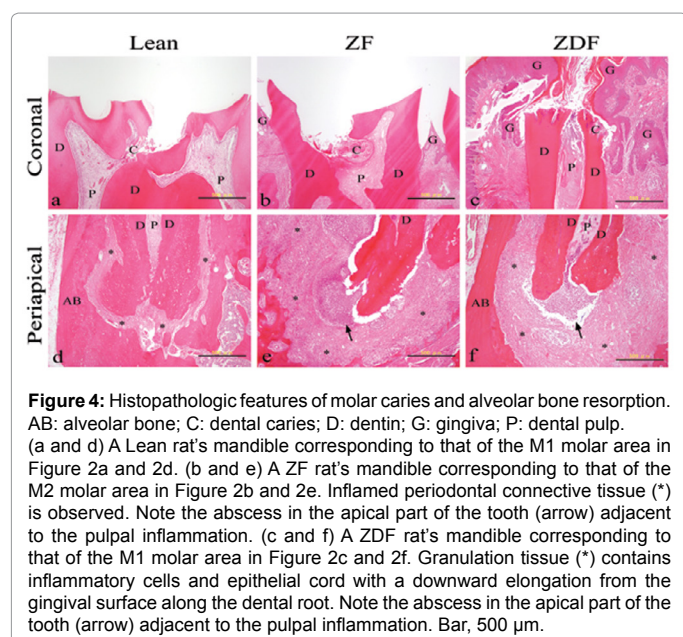 Lean ZF ZDF
Coronal
D C P D P a
G C G D P D b
G G G C G D P D c
Periapical
D P D * * AB * * d
D * * * * e
P D D * * AB * * f
Figure 4: Histopathologic features of molar caries and alveolar bone resorption.
AB: alveolar bone; C: dental caries; D: dentin; G: gingiva; P: dental pulp.
(a and d) A Lean rat's mandible corresponding to that of the M1 molar area in
Figure 2a and 2d. (b and e) A ZF rat's mandible corresponding to that of the
M2 molar area in Figure 2b and 2e. Inflamed periodontal connective tissue (*)
is observed. Note the abscess in the apical part of the tooth (arrow) adjacent
to the pulpal inflammation. (c and f) A ZDF rat's mandible corresponding to
that of the M1 molar area in Figure 2c and 2f. Granulation tissue (*) contains
inflammatory cells and epithelial cord with a downward elongation from the
gingival surface along the dental root. Note the abscess in the apical part of the
tooth (arrow) adjacent to the pulpal inflammation. Bar, 500 μm.